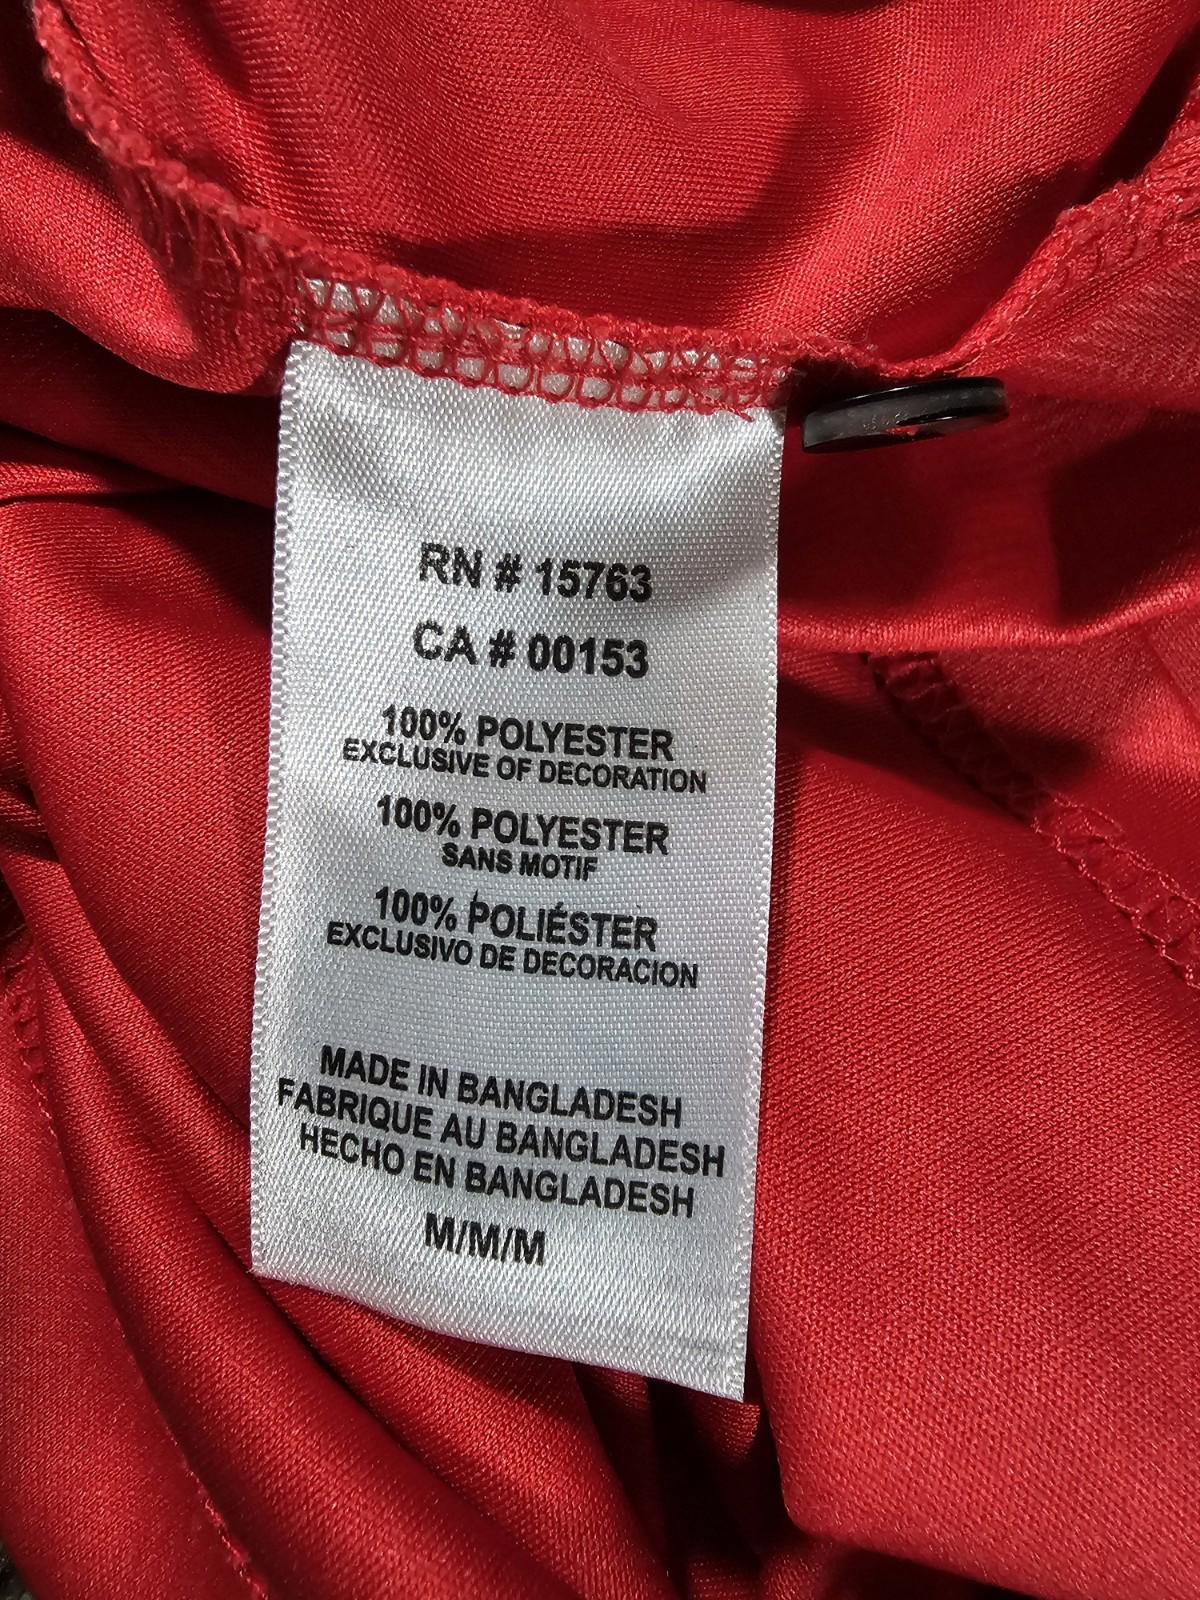 RN # 15763
CA # 00153
100% POLYESTER
EXCLUSIVE OF DECORATION
100% POLYESTER
SANS MOTIF
100% POLIÉSTER
EXCLUSIVO DE DECORACION
MADE IN BANGLADESH
FABRIQUE AU BANGLADESH
HECHO EN BANGLADESH
M/M/M